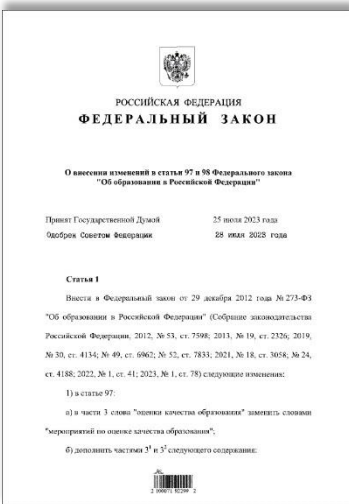 РОССИЙСКАЯ ФЕДЕРАЦИЯ
ФЕДЕРАЛЬНЫЙ ЗАКОН
О внесении изменений в статьи 97 и 98 Федерального закона
"Об образовании в Российской Федерации"
Принят Государственной Думой 25 июля 2023 года
Одобрен Советом Федерации 28 июля 2023 года
Статья 1
Внести в Федеральный закон от 29 декабря 2012 года № 273-ФЗ
"Об образовании в Российской Федерации" (Собрание законодательства
Российской Федерации, 2012, № 53, ст. 7598; 2013, № 19, ст. 2326; 2019,
№ 30, ст. 4134; № 49, ст. 6962; № 52, ст. 7833; 2021, № 18, ст. 3058; № 24,
ст. 4188; 2022, № 1, ст. 41; 2023, № 1, ст. 78) следующие изменения:
1) в статье 97:
а) в части 3 слова "оценки качества образования" заменить словами
"мероприятий по оценке качества образования";
б) дополнить частями 3¹ и 3² следующего содержания: